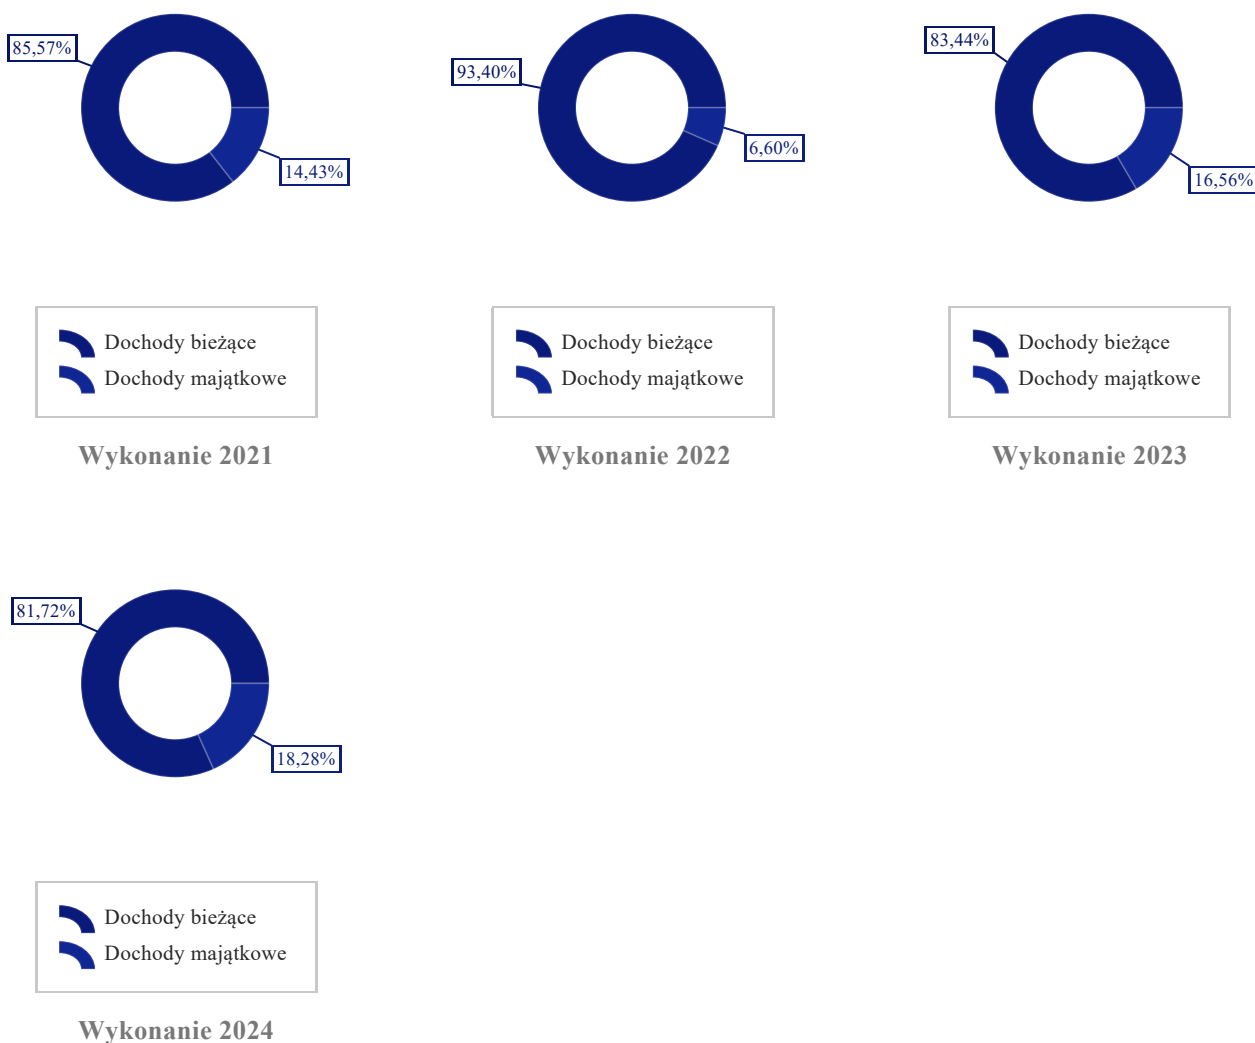 85,57%
14,43%
Dochody bieżące
Dochody majątkowe
Wykonanie 2021
93,40%
6,60%
Dochody bieżące
Dochody majątkowe
Wykonanie 2022
83,44%
16,56%
Dochody bieżące
Dochody majątkowe
Wykonanie 2023
81,72%
18,28%
Dochody bieżące
Dochody majątkowe
Wykonanie 2024